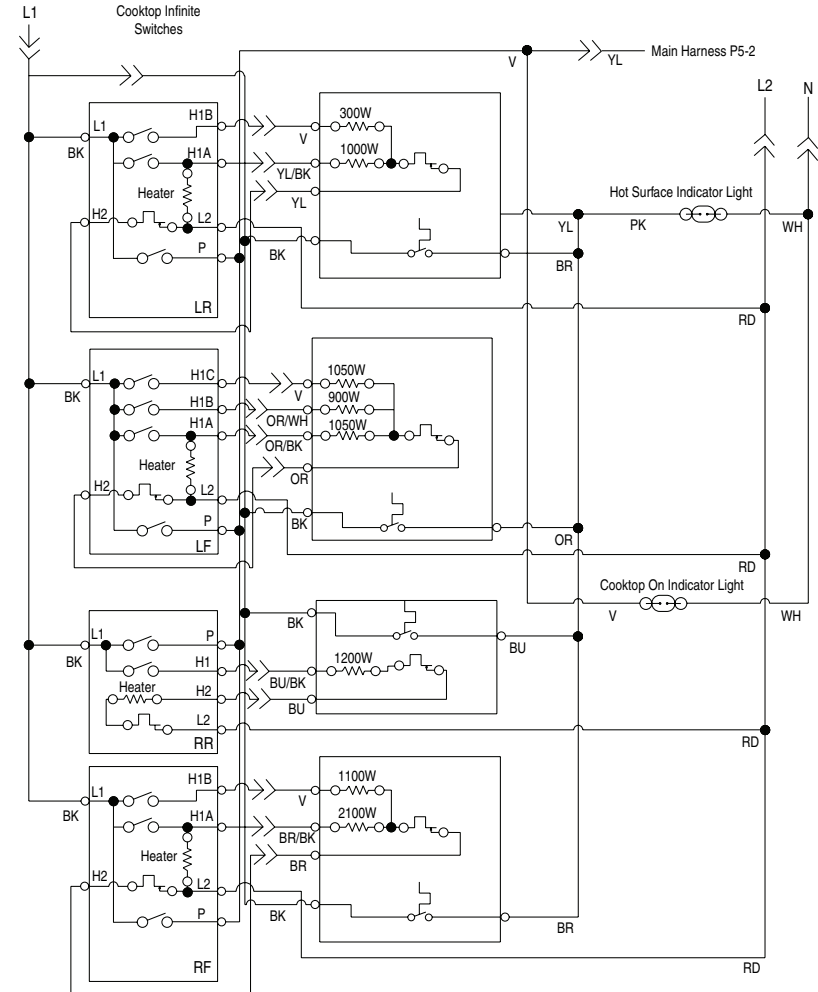 L1
Cooktop Infinite
Switches
V
YL
Main Harness P5-2
L2
N
L1
BK
H1B
V
300W
H1A
YL/BK
1000W
Heater
YL
H2
L2
P
BK
LR
Hot Surface Indicator Light
YL
PK
WH
BR
RD
L1
BK
H1C
V
1050W
H1B
OR/WH
900W
H1A
OR/BK
1050W
Heater
OR
H2
L2
P
BK
LF
OR
RD
Cooktop On Indicator Light
V
WH
L1
BK
P
BK
BU
H1
BU/BK
1200W
Heater
H2
BU
L2
RR
RD
L1
BK
H1B
V
1100W
H1A
BR/BK
2100W
Heater
BR
H2
L2
P
BK
BR
RF
RD